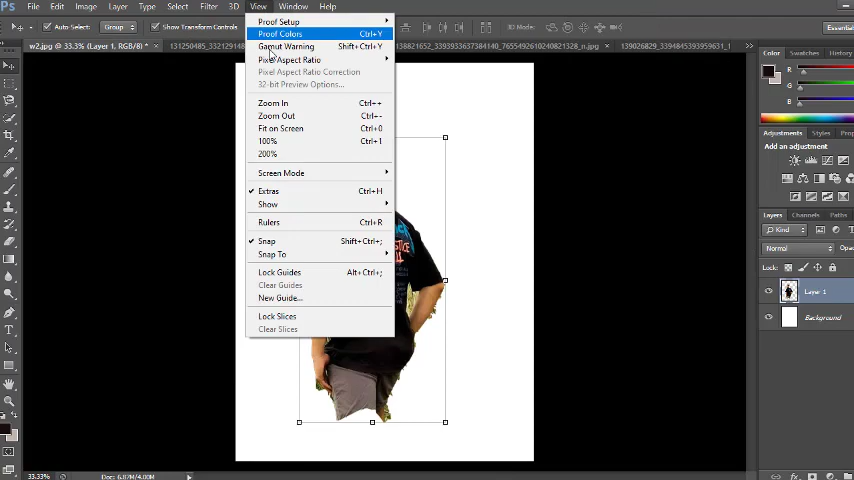 Ps File Edit Image Layer Type Select Filter 3D View Window Help
Auto-Select: Group Show Transform Controls Essentials
w2.jpg @ 33.3% (Layer 1, RGB/8) *
Proof Setup
Proof Colors Ctrl+Y
Gamut Warning Shift+Ctrl+Y
Pixel Aspect Ratio
Pixel Aspect Ratio Correction
32-bit Preview Options...
Zoom In Ctrl++
Zoom Out Ctrl+-
Fit on Screen Ctrl+0
100% Ctrl+1
200%
Screen Mode
Extras Ctrl+H
Show
Rulers Ctrl+R
Snap Shift+Ctrl+;
Snap To
Lock Guides Alt+Ctrl+;
Clear Guides
New Guide...
Lock Slices
Clear Slices
Color Swatches
R
G
B
Adjustments Styles
Add an adjustment
Layers Channels Paths
Kind
Normal Opac
Lock:
Layer 1
Background
33.33% Doc: 6.87M/4.00M